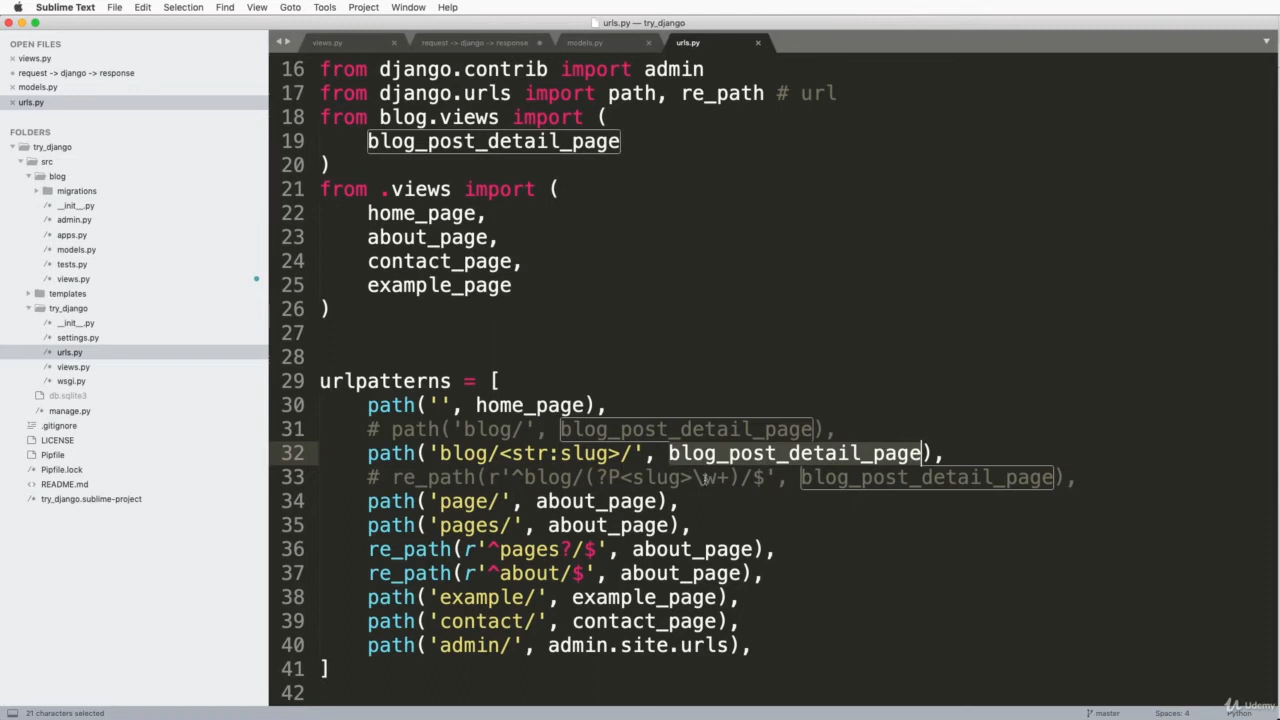 Sublime Text File Edit Selection Find View Goto Tools Project Window Help
urls.py — try_django
OPEN FILES
views.py
request -> django -> response
models.py
urls.py
FOLDERS
try_django
src
blog
migrations
__init__.py
admin.py
apps.py
models.py
tests.py
views.py
templates
try_django
__init__.py
settings.py
urls.py
views.py
wsgi.py
db.sqlite3
manage.py
.gitignore
LICENSE
Pipfile
Pipfile.lock
README.md
try_django.sublime-project
views.py request -> django -> response models.py urls.py
16 from django.contrib import admin
17 from django.urls import path, re_path # url
18 from blog.views import (
19 blog_post_detail_page
20 )
21 from .views import (
22 home_page,
23 about_page,
24 contact_page,
25 example_page
26 )
27
28
29 urlpatterns = [
30 path('', home_page),
31 # path('blog/', blog_post_detail_page),
32 path('blog/<str:slug>/', blog_post_detail_page),
33 # re_path(r'^blog/(?P<slug>\w+)/$', blog_post_detail_page),
34 path('page/', about_page),
35 path('pages/', about_page),
36 re_path(r'^pages?/$', about_page),
37 re_path(r'^about/$', about_page),
38 path('example/', example_page),
39 path('contact/', contact_page),
40 path('admin/', admin.site.urls),
41 ]
42
21 characters selected master Spaces: 4 Python
Udemy